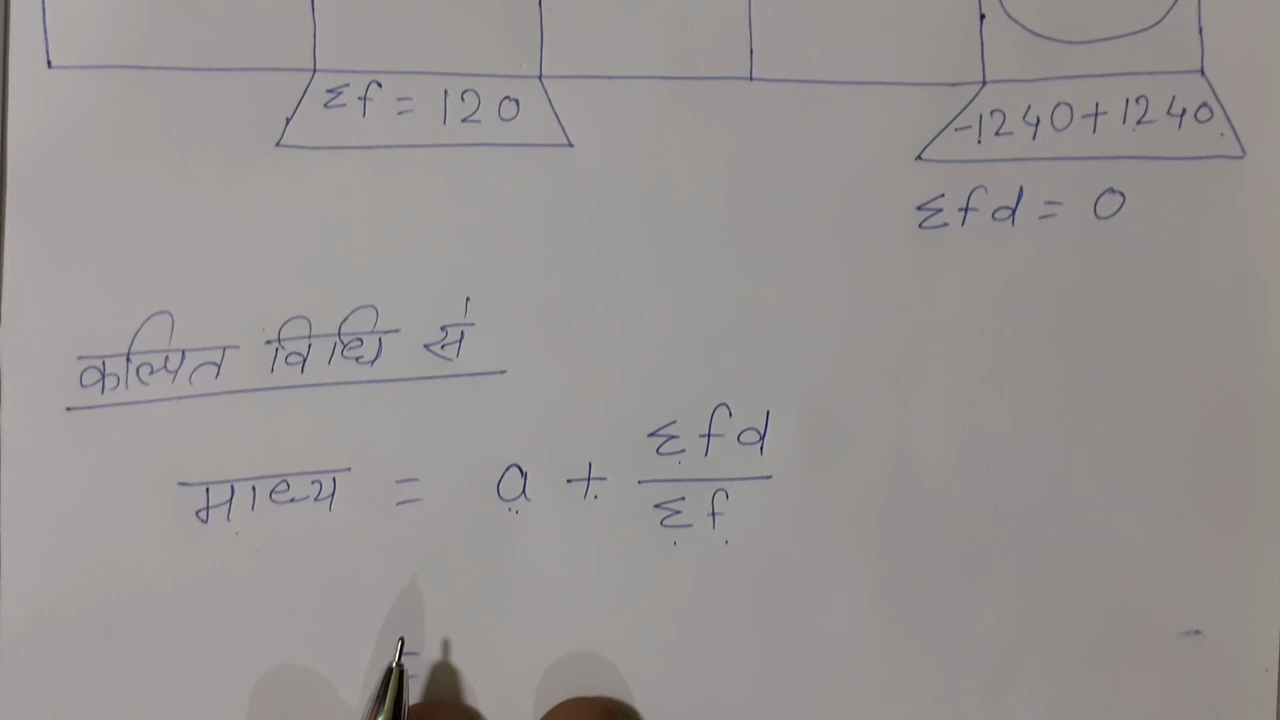 Σf = 120
-1240+1240
Σfd = 0
कल्पित विधि से
माध्य = a + Σfd / Σf
=